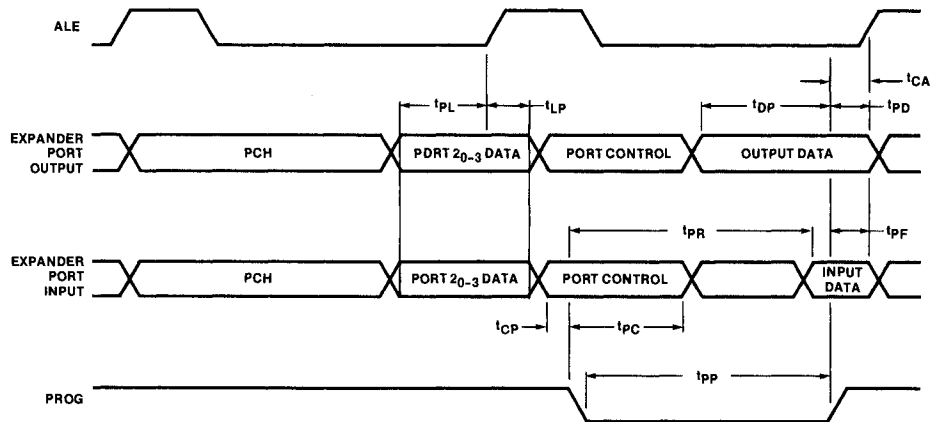 ALE
tCA
tPL
tLP
tDP
tPD
EXPANDER
PORT
OUTPUT
PCH
PDRT 20–3 DATA
PORT CONTROL
OUTPUT DATA
tPR
tPF
EXPANDER
PORT
INPUT
PCH
PORT 20–3 DATA
PORT CONTROL
INPUT
DATA
tCP
tPC
tPP
PROG